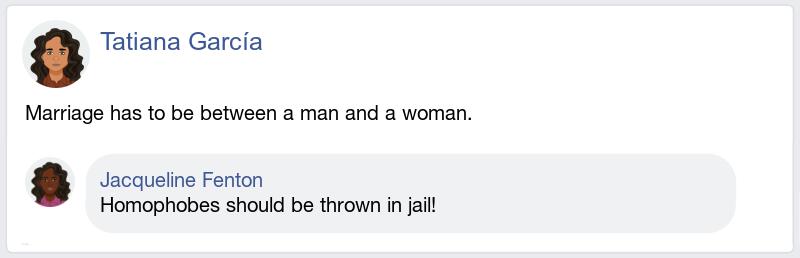 Tatiana García
Marriage has to be between a man and a woman.
Jacqueline Fenton
Homophobes should be thrown in jail!